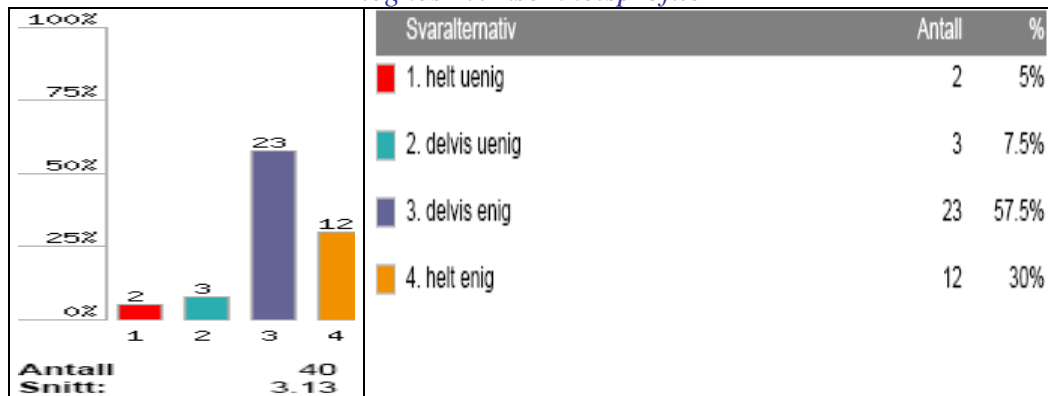 100%
75%
50%
25%
0%
2
3
23
12
1 2 3 4
Antall 40
Snitt: 3.13
Svaralternativ Antall %
1. helt uenig 2 5%
2. delvis uenig 3 7.5%
3. delvis enig 23 57.5%
4. helt enig 12 30%